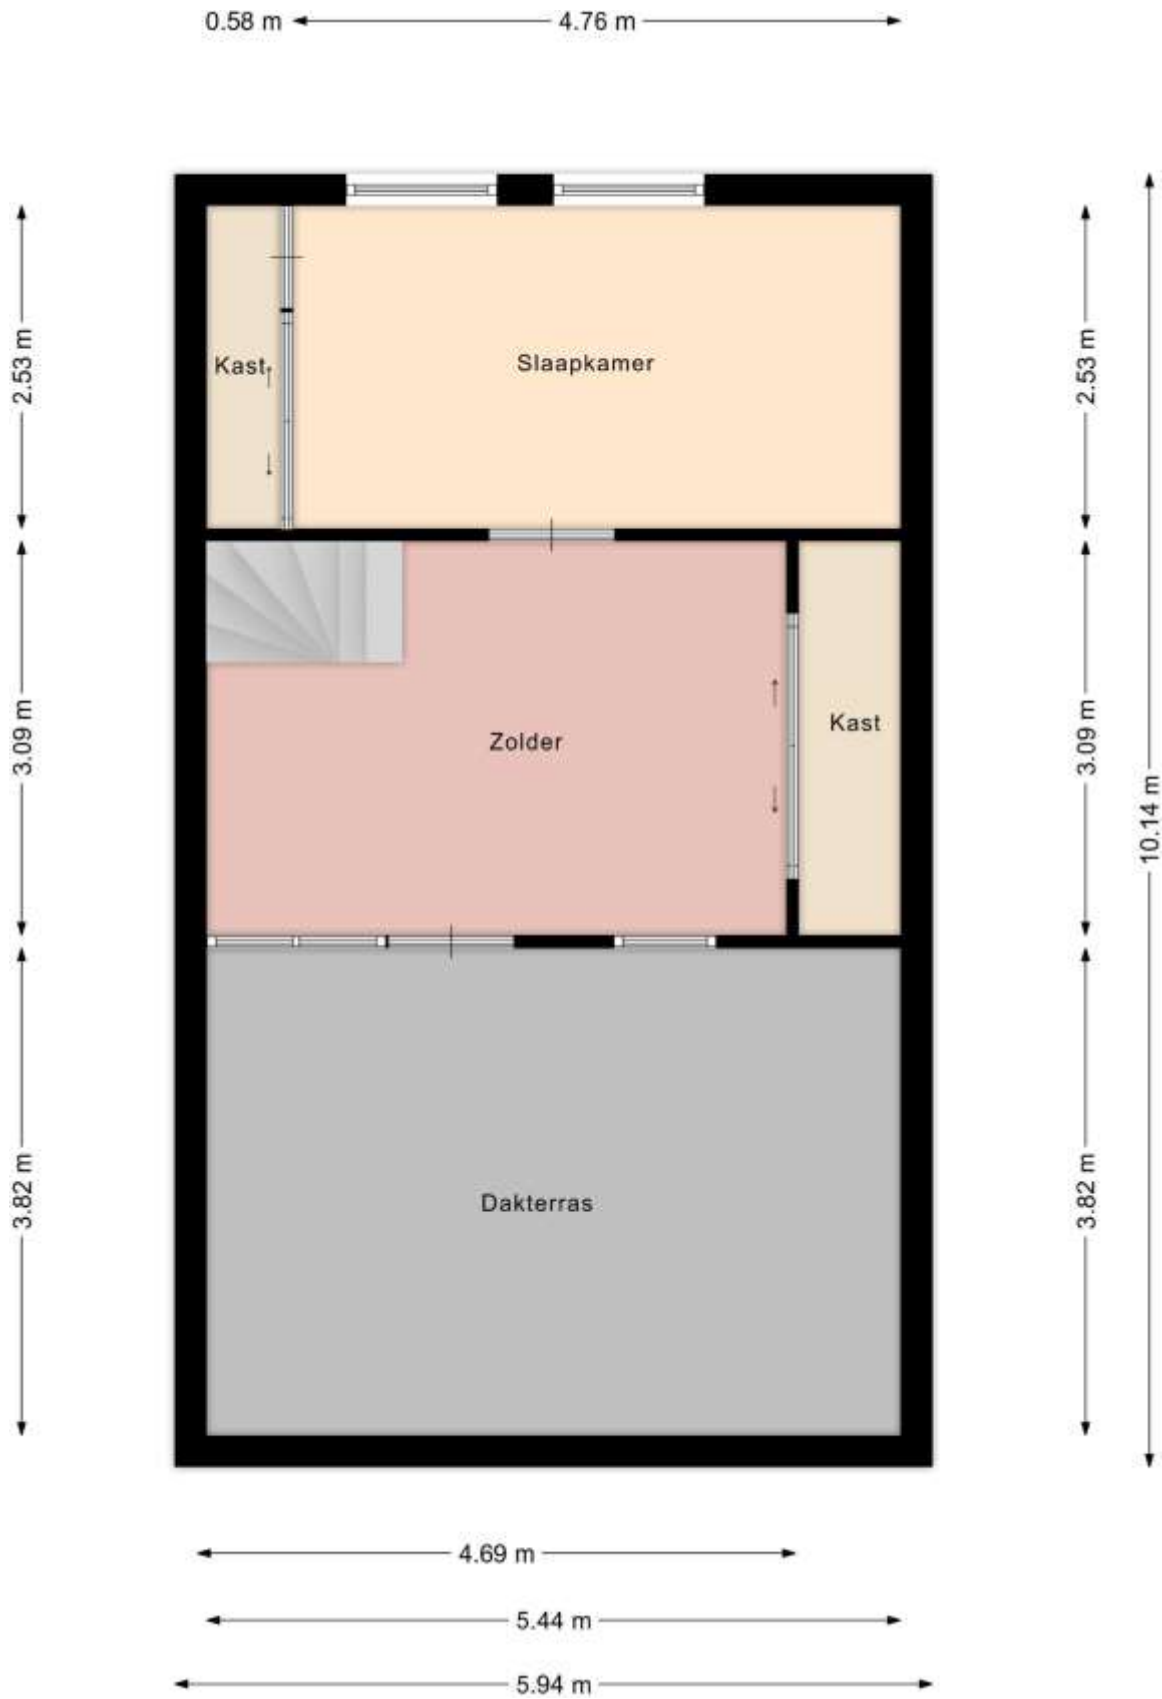 0.58 m
4.76 m
2.53 m
2.53 m
Kast
Slaapkamer
3.09 m
3.09 m
Zolder
Kast
10.14 m
3.82 m
3.82 m
Dakterras
4.69 m
5.44 m
5.94 m